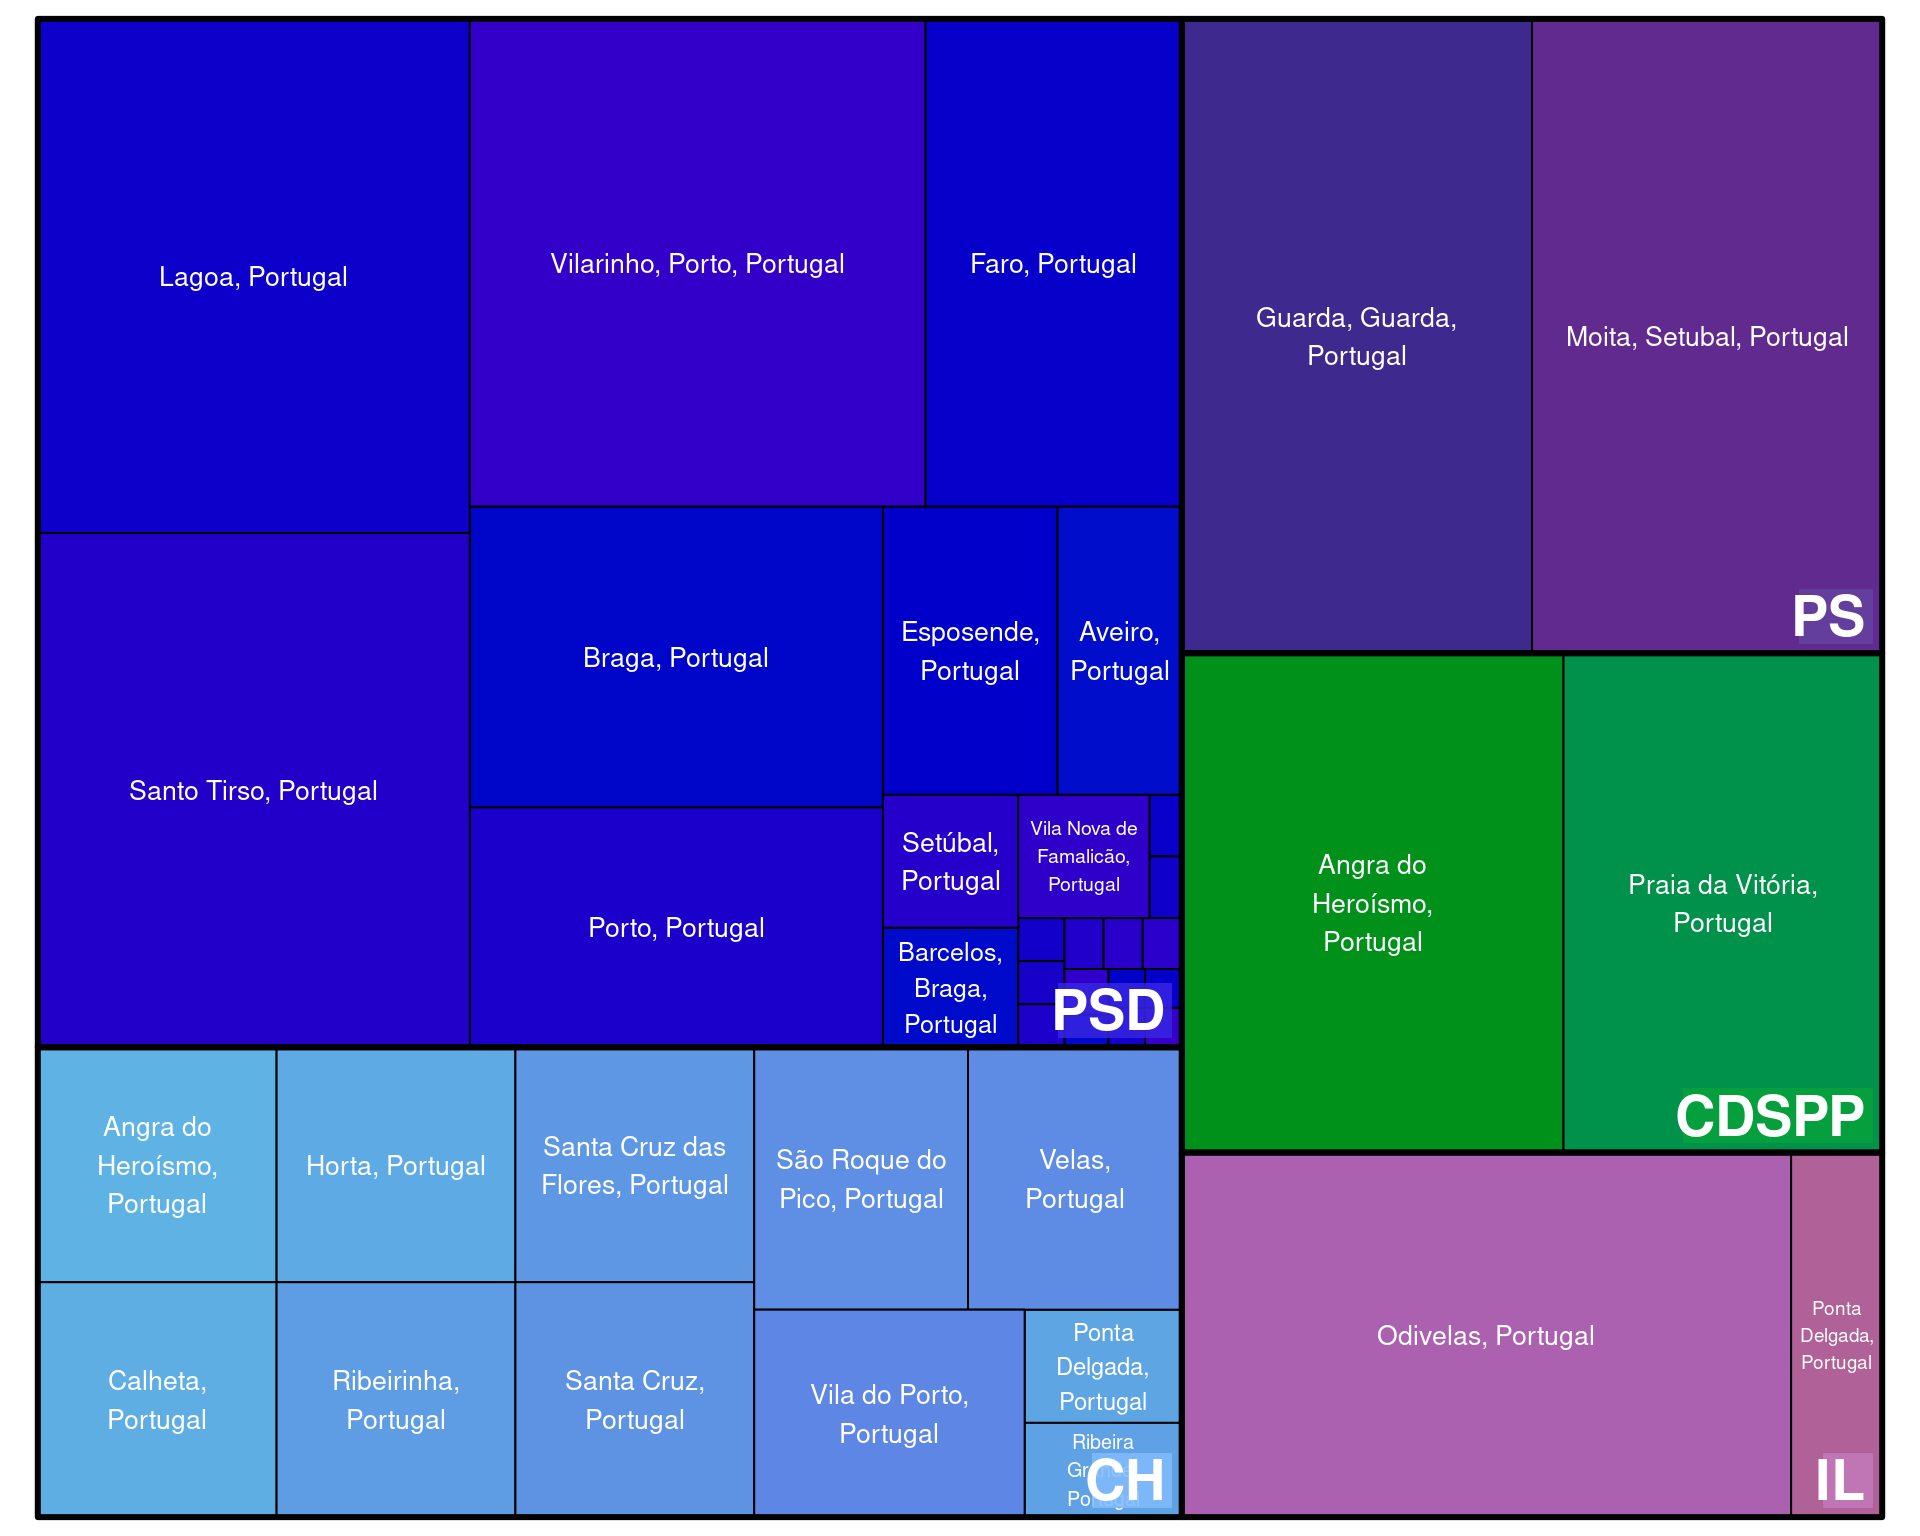 Lagoa, Portugal
Vilarinho, Porto, Portugal
Faro, Portugal
Santo Tirso, Portugal
Braga, Portugal
Esposende,
Portugal
Aveiro,
Portugal
Porto, Portugal
Setúbal,
Portugal
Vila Nova de
Famalicão,
Portugal
Barcelos,
Braga,
Portugal
PSD
Guarda, Guarda,
Portugal
Moita, Setubal, Portugal
PS
Angra do
Heroísmo,
Portugal
Praia da Vitória,
Portugal
CDSPP
Angra do
Heroísmo,
Portugal
Horta, Portugal
Santa Cruz das
Flores, Portugal
São Roque do
Pico, Portugal
Velas,
Portugal
Calheta,
Portugal
Ribeirinha,
Portugal
Santa Cruz,
Portugal
Vila do Porto,
Portugal
Ponta
Delgada,
Portugal
Ribeira
Grande,
Portugal
CH
Odivelas, Portugal
Ponta
Delgada,
Portugal
IL